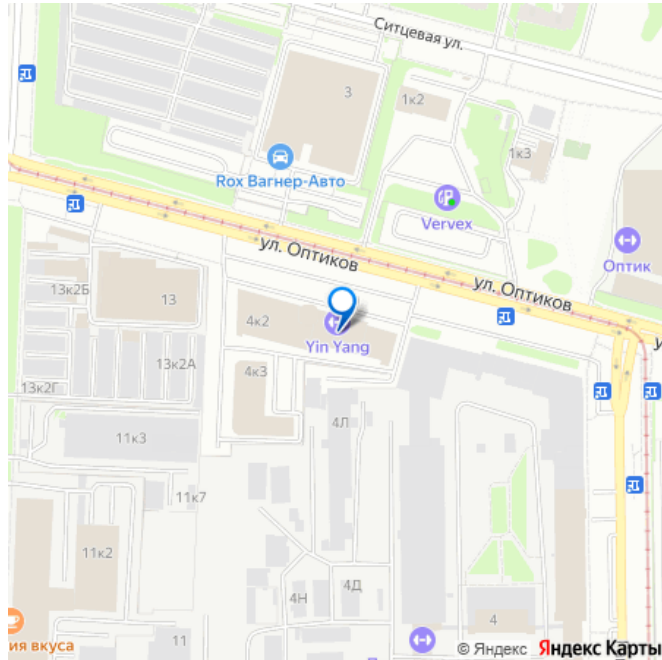 Ситцевая ул.
3
1к2
1к3
Rox Вагнер-Авто
Vervex
Оптик
ул. Оптиков
ул. Оптиков
13к2Б
13
4к2
Yin Yang
13к2А
4к3
13к2Г
11к3
4Л
11к7
11к2
4Н
4Д
4
11
ия вкуса
© Яндекс Яндекс Карты